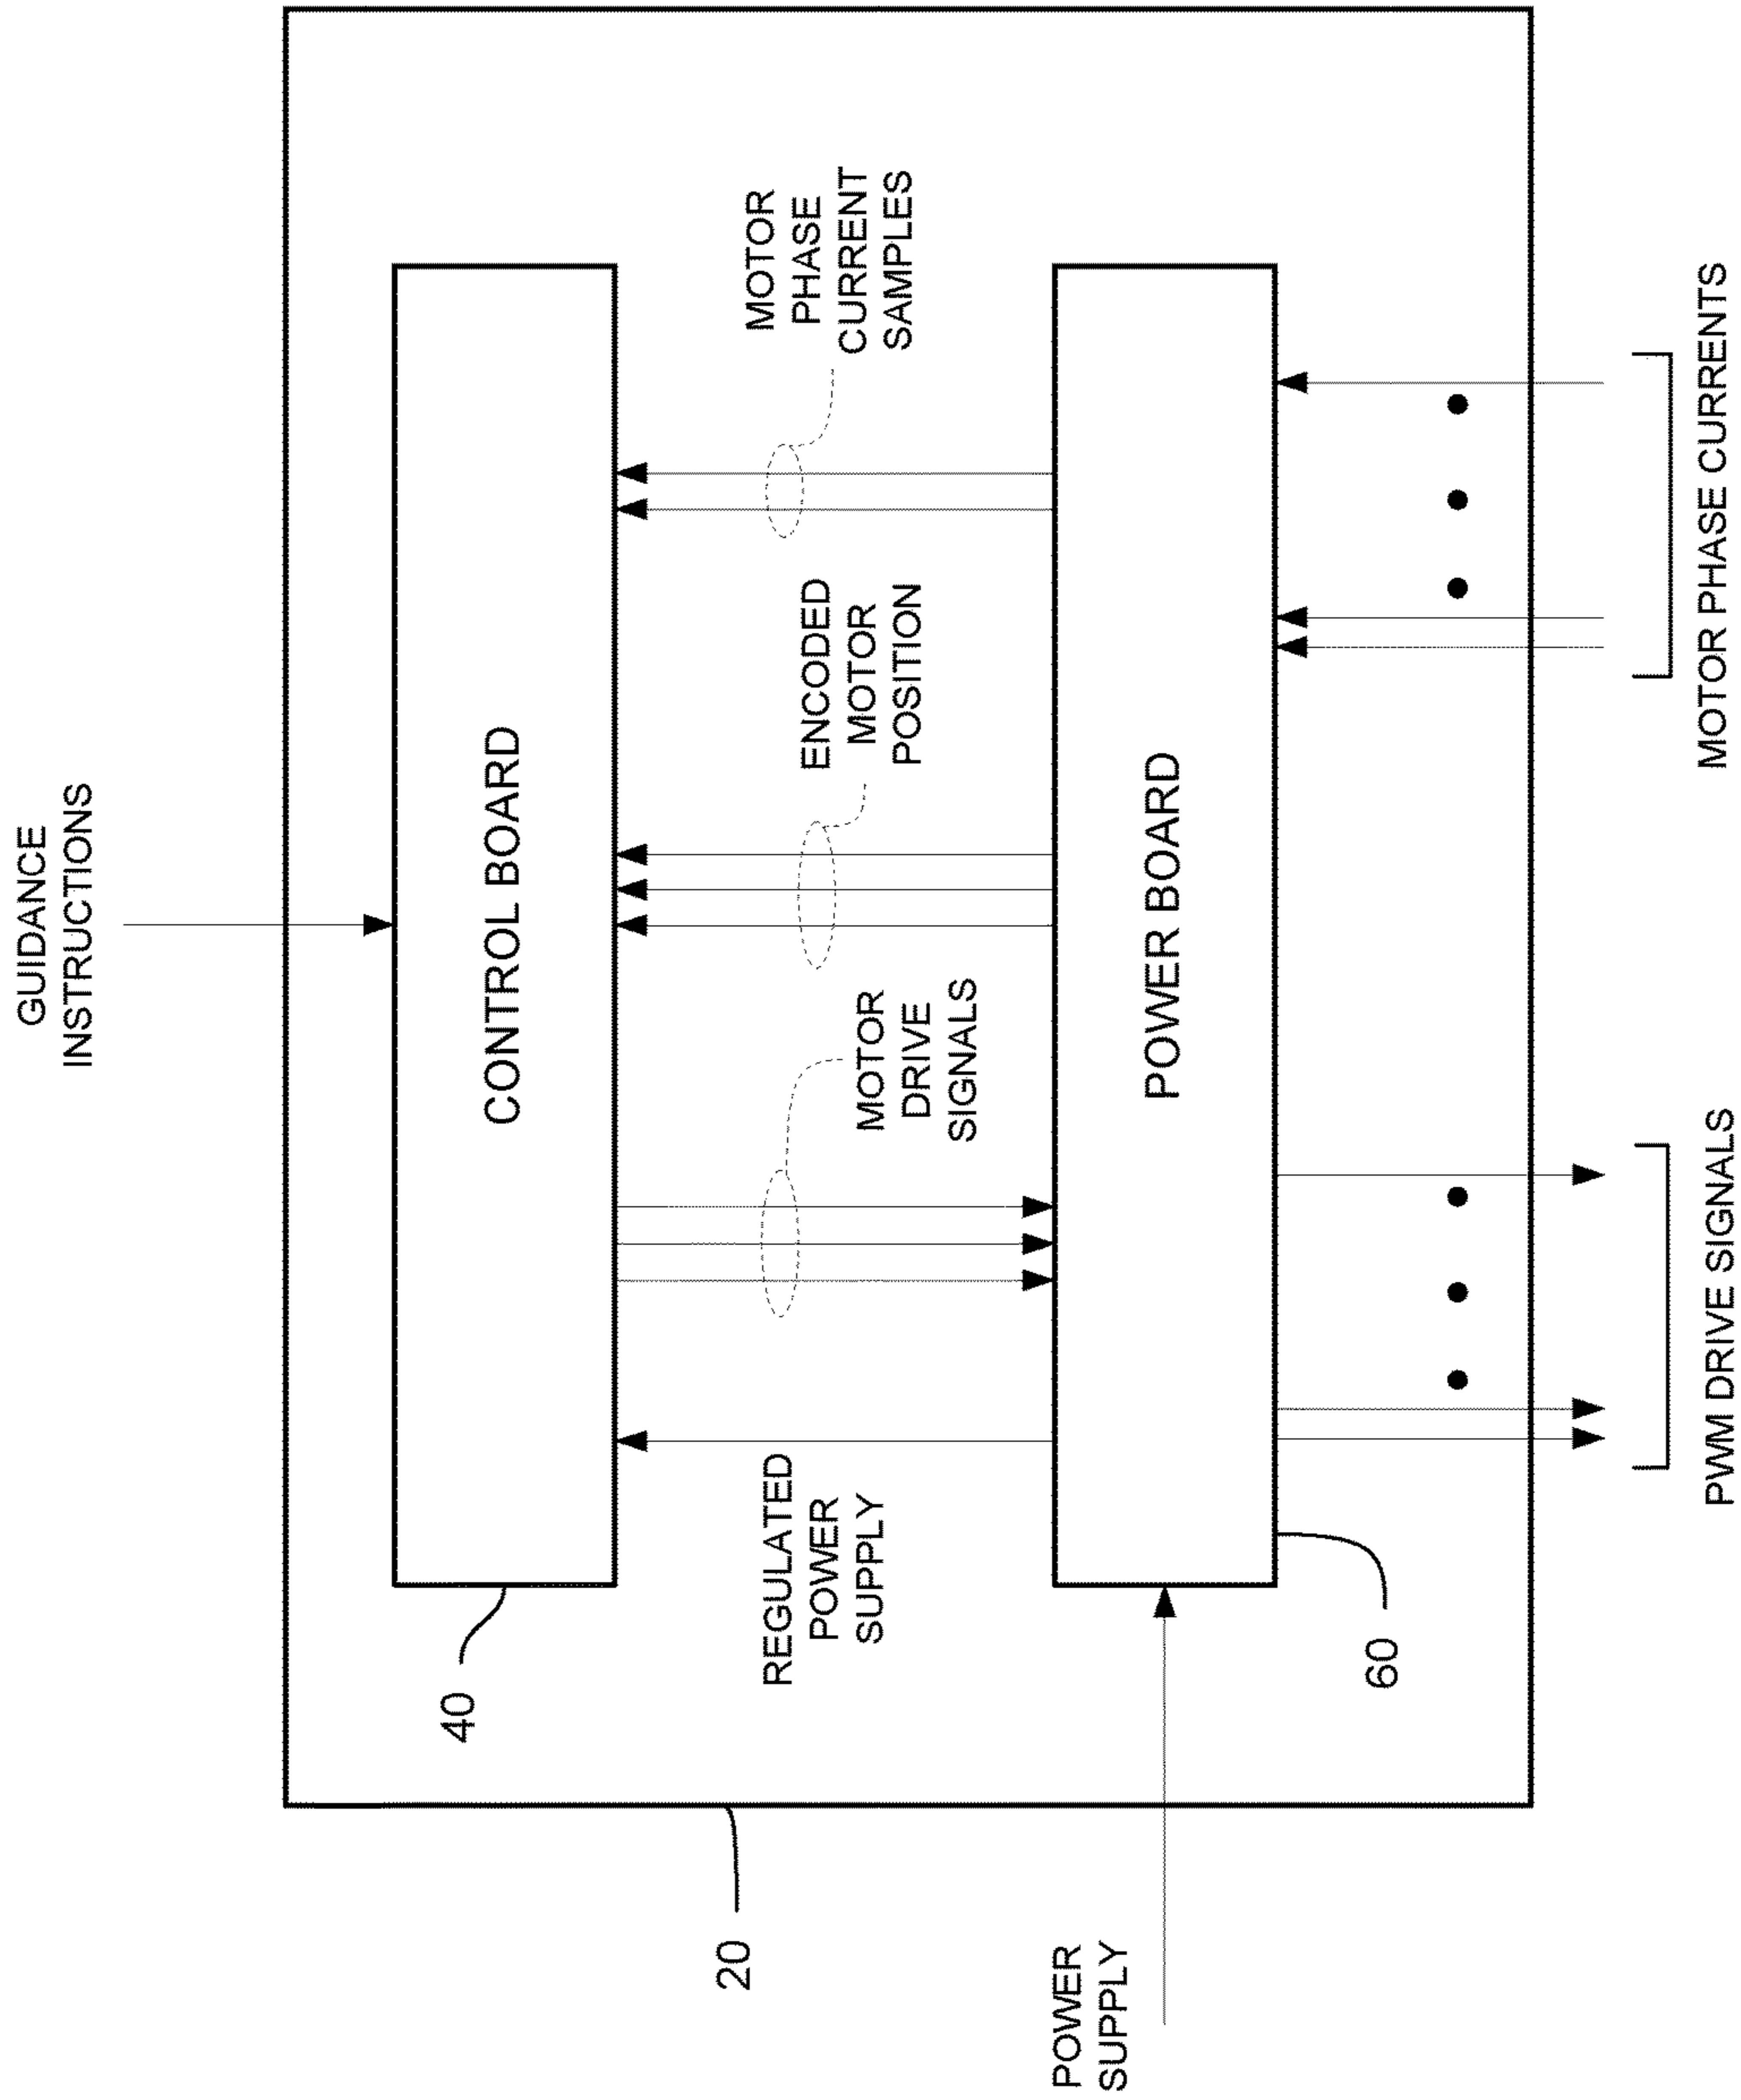 GUIDANCE
INSTRUCTIONS
CONTROL BOARD
40
REGULATED
POWER
SUPPLY
MOTOR
DRIVE
SIGNALS
ENCODED
MOTOR
POSITION
MOTOR
PHASE
CURRENT
SAMPLES
POWER BOARD
60
20
POWER
SUPPLY
PWM DRIVE SIGNALS
MOTOR PHASE CURRENTS